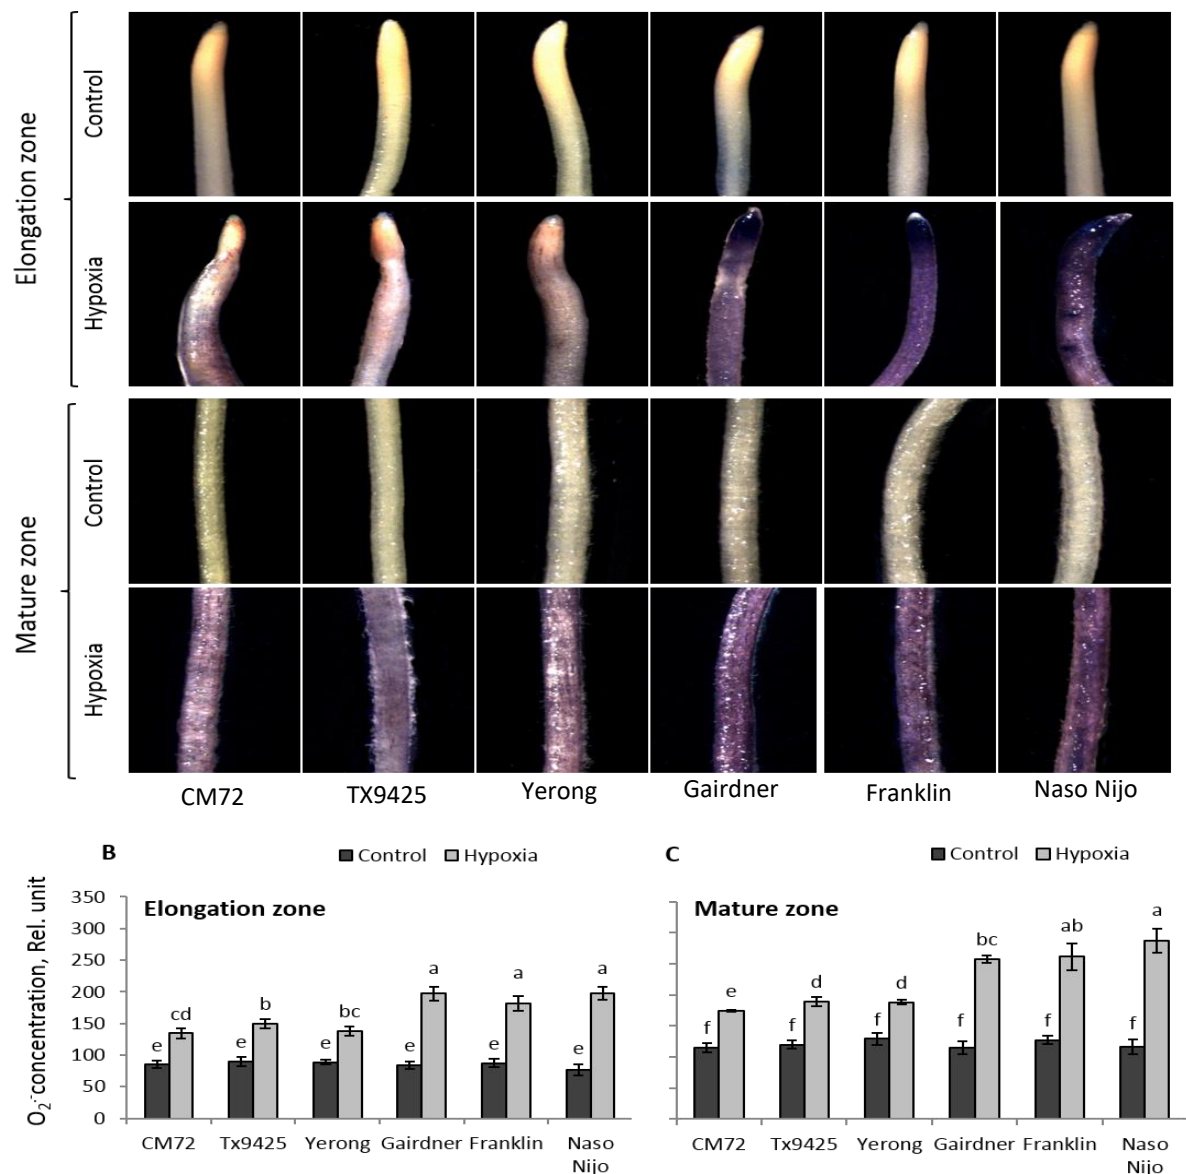 Elongation zone
Control
Hypoxia
Mature zone
Control
Hypoxia
CM72 TX9425 Yerong Gairdner Franklin Naso Nijo
B
Control Hypoxia
Elongation zone
O2·- concentration, Rel. unit
350
300
250
200
150
100
50
0
e cd e b e bc e a e a e a
CM72 Tx9425 Yerong Gairdner Franklin Naso
Nijo
C
Control Hypoxia
Mature zone
f e f d f d f bc f ab f a
CM72 Tx9425 Yerong Gairdner Franklin Naso
Nijo